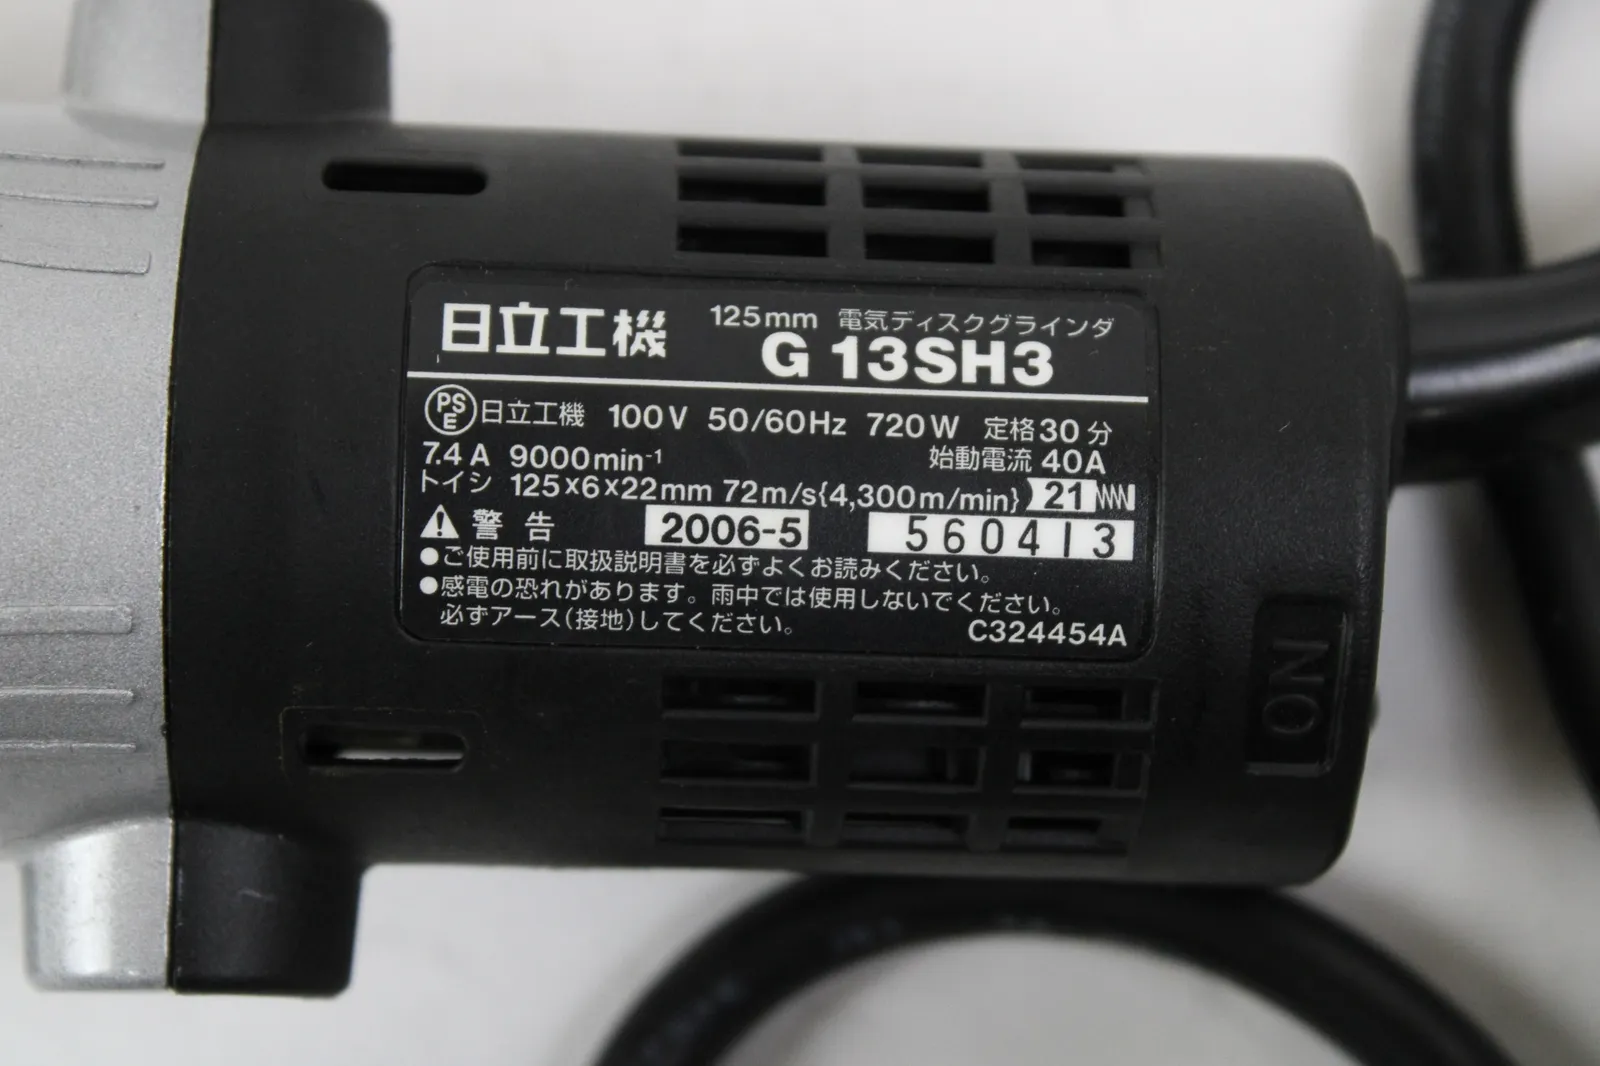 日立工機 125mm 電気ディスクグラインダ
G 13SH3
PSE 日立工機 100V 50/60Hz 720W 定格30分
7.4A 9000min⁻¹ 始動電流 40A
トイシ 125×6×22mm 72m/s{4,300m/min} 21
⚠ 警告 2006-5 560413
●ご使用前に取扱説明書を必ずよくお読みください。
●感電の恐れがあります。雨中では使用しないでください。
必ずアース(接地)してください。
C324454A
ON